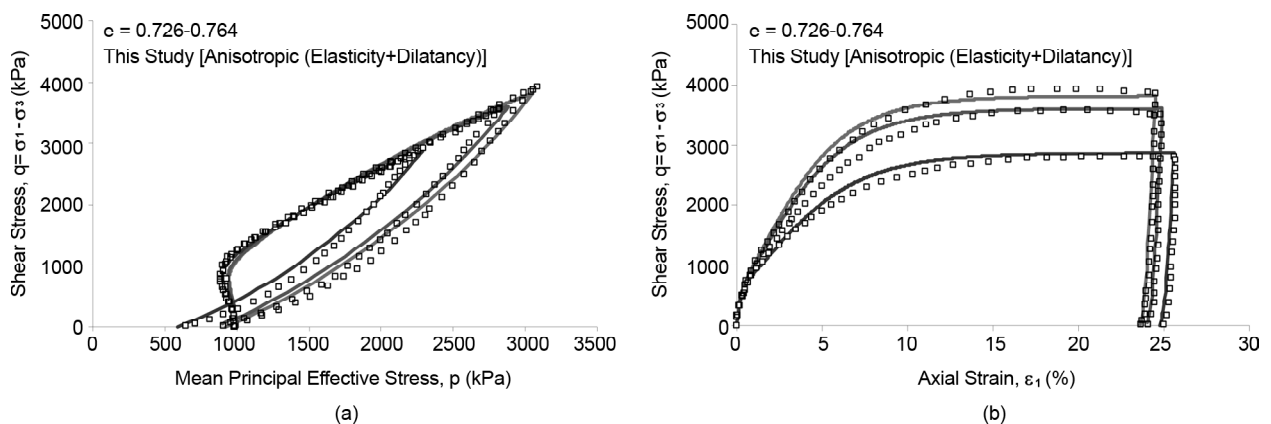 5000
4000
3000
2000
1000
0
Shear Stress, q=σ1-σ3 (kPa)
e = 0.726-0.764
This Study [Anisotropic (Elasticity+Dilatancy)]
0 500 1000 1500 2000 2500 3000 3500
Mean Principal Effective Stress, p (kPa)
(a)
5000
4000
3000
2000
1000
0
Shear Stress, q=σ1-σ3 (kPa)
e = 0.726-0.764
This Study [Anisotropic (Elasticity+Dilatancy)]
0 5 10 15 20 25 30
Axial Strain, ε1 (%)
(b)